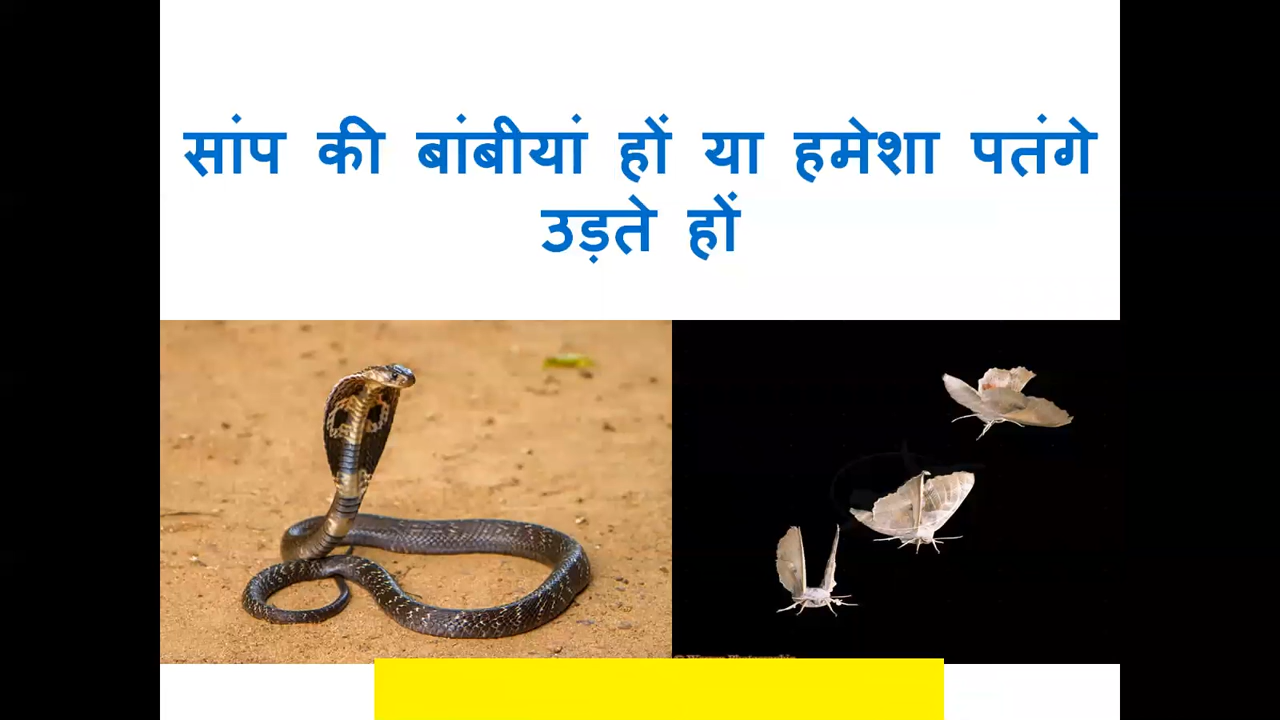 सांप की बांबीयां हों या हमेशा पतंगे
उड़ते हों